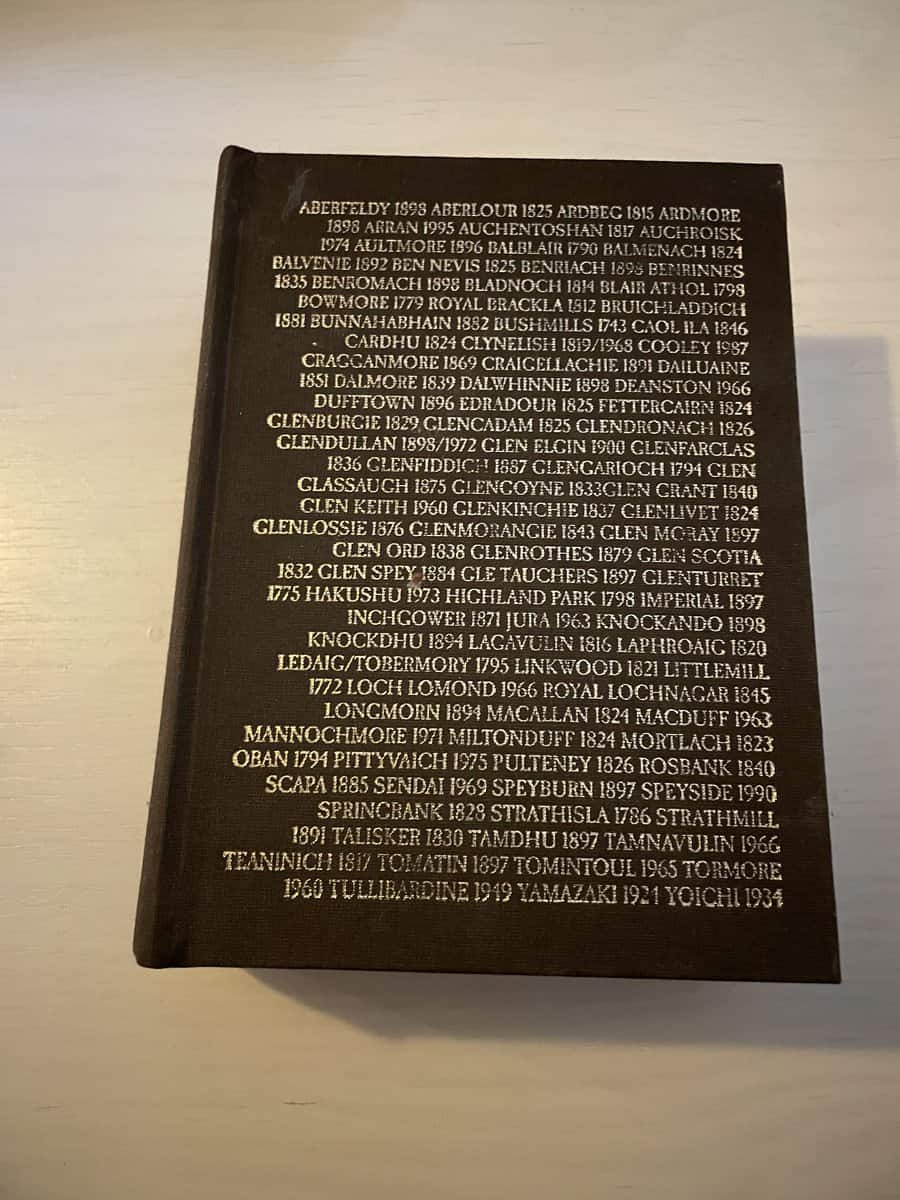 ABERFELDY 1898 ABERLOUR 1825 ARDBEG 1815 ARDMORE
1898 ARRAN 1995 AUCHENTOSHAN 1817 AUCHROISK
1974 AULTMORE 1896 BALBLAIR 1790 BALMENACH 1824
BALVENIE 1892 BEN NEVIS 1825 BENRIACH 1898 BENRINNES
1835 BENROMACH 1898 BLADNOCH 1814 BLAIR ATHOL 1798
BOWMORE 1779 ROYAL BRACKLA 1812 BRUICHLADDICH
1881 BUNNAHABHAIN 1882 BUSHMILLS 1743 CAOL ILA 1846
CARDHU 1824 CLYNELISH 1819/1968 COOLEY 1987
CRAGGANMORE 1869 CRAIGELLACHIE 1891 DAILUAINE
1851 DALMORE 1839 DALWHINNIE 1898 DEANSTON 1966
DUFFTOWN 1896 EDRADOUR 1825 FETTERCAIRN 1824
GLENBURGIE 1829 GLENCADAM 1825 GLENDRONACH 1826
GLENDULLAN 1898/1972 GLEN ELGIN 1900 GLENFARCLAS
1836 GLENFIDDICH 1887 GLENGARIOCH 1794 GLEN
GLASSAUGH 1875 GLENGOYNE 1833GLEN GRANT 1840
GLEN KEITH 1960 GLENKINCHIE 1837 GLENLIVET 1824
GLENLOSSIE 1876 GLENMORANGIE 1843 GLEN MORAY 1897
GLEN ORD 1838 GLENROTHES 1879 GLEN SCOTIA
1832 GLEN SPEY 1884 GLE TAUCHERS 1897 GLENTURRET
1775 HAKUSHU 1973 HIGHLAND PARK 1798 IMPERIAL 1897
INCHGOWER 1871 JURA 1963 KNOCKANDO 1898
KNOCKDHU 1894 LAGAVULIN 1816 LAPHROAIG 1820
LEDAIG/TOBERMORY 1795 LINKWOOD 1821 LITTLEMILL
1772 LOCH LOMOND 1966 ROYAL LOCHNAGAR 1845
LONGMORN 1894 MACALLAN 1824 MACDUFF 1963
MANNOCHMORE 1971 MILTONDUFF 1824 MORTLACH 1823
OBAN 1794 PITTYVAICH 1975 PULTENEY 1826 ROSBANK 1840
SCAPA 1885 SENDAI 1969 SPEYBURN 1897 SPEYSIDE 1990
SPRINGBANK 1828 STRATHISLA 1786 STRATHMILL
1891 TALISKER 1830 TAMDHU 1897 TAMNAVULIN 1966
TEANINICH 1817 TOMATIN 1897 TOMINTOUL 1965 TORMORE
1960 TULLIBARDINE 1949 YAMAZAKI 1924 YOICHI 1934